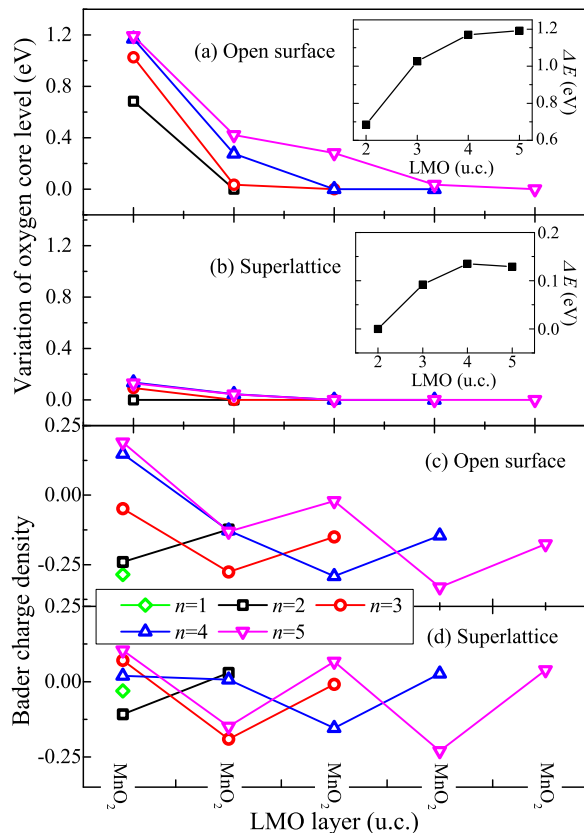 Variation of oxygen core level (eV)
1.2
0.8
0.4
0.0
(a) Open surface
1.2
1.0
0.8
0.6
ΔE (eV)
2 3 4 5
LMO (u.c.)
1.2
0.8
0.4
0.0
(b) Superlattice
0.2
0.1
0.0
ΔE (eV)
2 3 4 5
LMO (u.c.)
Bader charge density
0.25
0.00
-0.25
(c) Open surface
n=1 n=2 n=3
n=4 n=5
0.25
0.00
-0.25
(d) Superlattice
MnO2 MnO2 MnO2 MnO2 MnO2
LMO layer (u.c.)